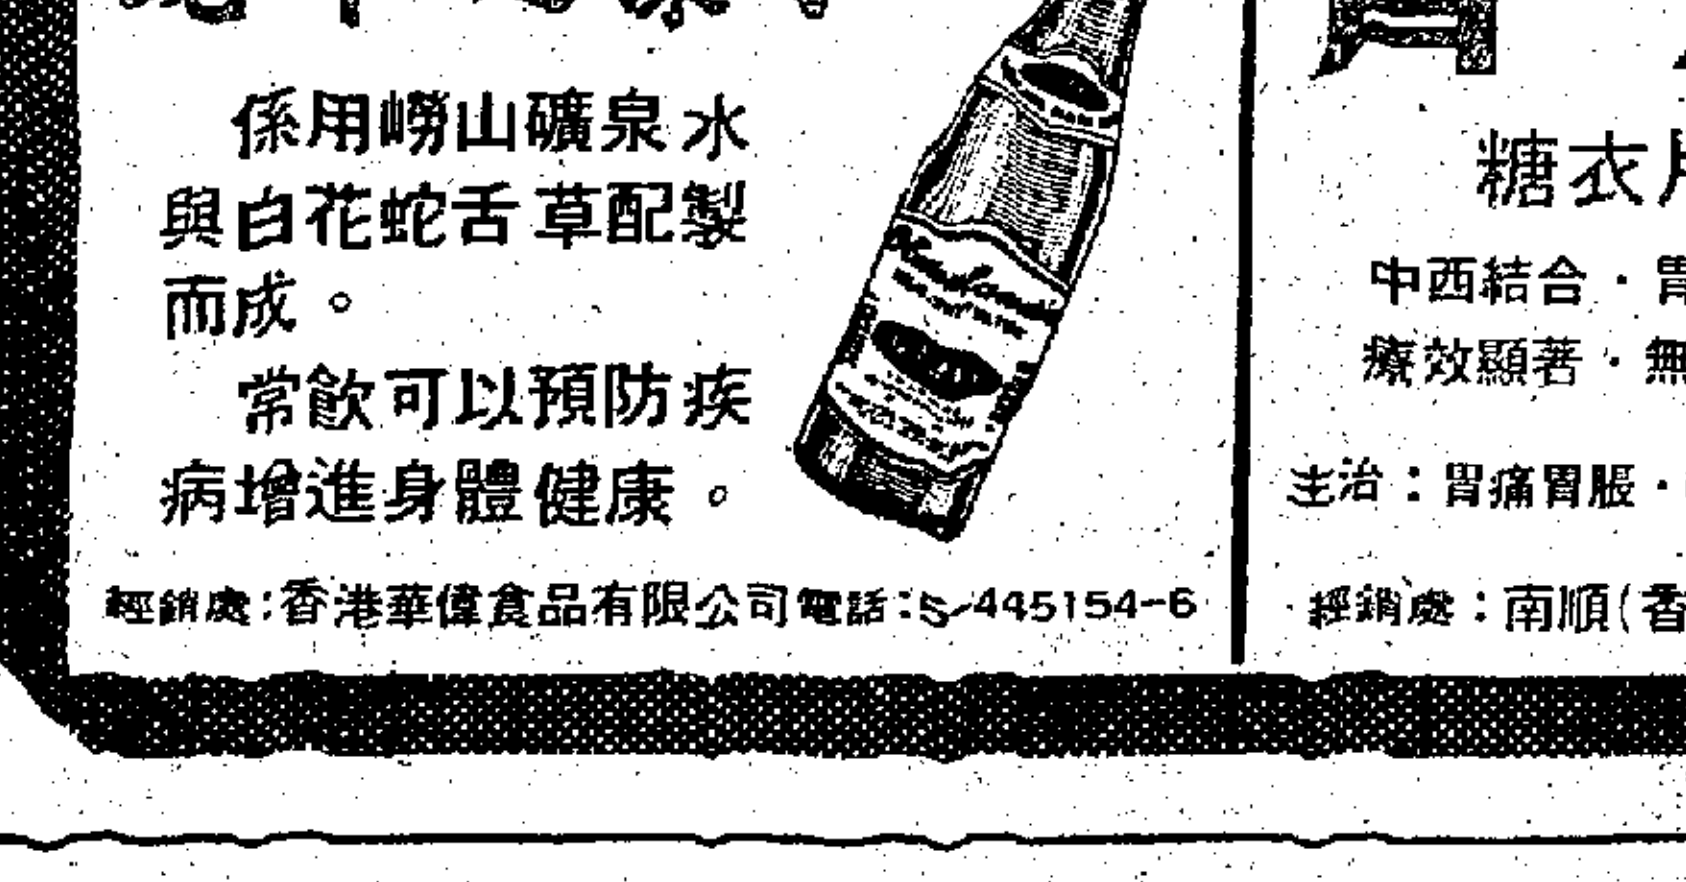 係用嶗山礦泉水
與白花蛇舌草配製
而成。
常飲可以預防疾
病增進身體健康。
經銷處:香港華偉食品有限公司電話:5-445154-6
糖衣片
中西結合·胃
療效顯著·無
主治：胃痛胃脹·
經銷處：南順(香